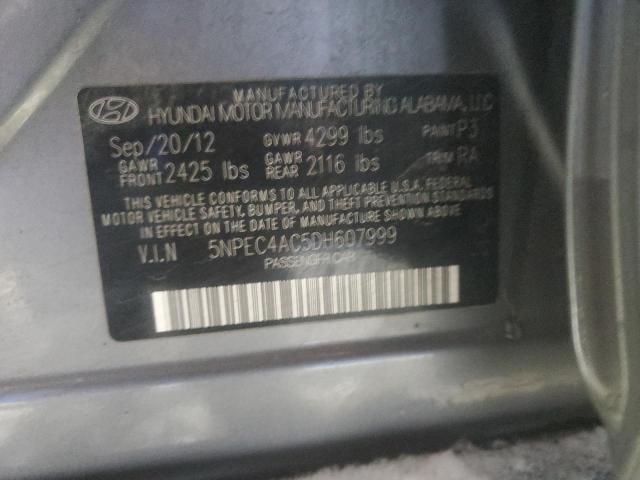 MANUFACTURED BY
HYUNDAI MOTOR MANUFACTURING ALABAMA, LLC
Sep/20/12 GVWR 4299 lbs PAINT P3
GAWR FRONT 2425 lbs GAWR REAR 2116 lbs TRIM RA
THIS VEHICLE CONFORMS TO ALL APPLICABLE U.S.A. FEDERAL
MOTOR VEHICLE SAFETY, BUMPER, AND THEFT PREVENTION STANDARDS
IN EFFECT ON THE DATE OF MANUFACTURE SHOWN ABOVE
V.I.N 5NPEC4AC5DH607999
PASSENGER CAR